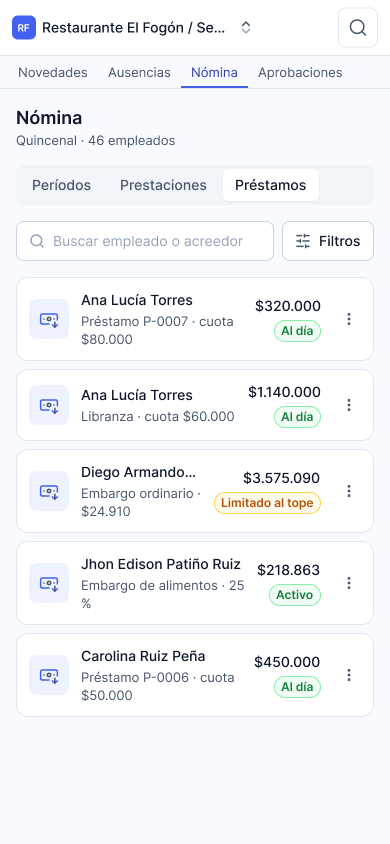 RF Restaurante El Fogón / Se...
Novedades Ausencias Nómina Aprobaciones
Nómina
Quincenal · 46 empleados
Períodos Prestaciones Préstamos
Buscar empleado o acreedor Filtros
Ana Lucía Torres
Préstamo P-0007 · cuota
$80.000
$320.000
Al día
Ana Lucía Torres
Libranza · cuota $60.000
$1.140.000
Al día
Diego Armando...
Embargo ordinario ·
$24.910
$3.575.090
Limitado al tope
Jhon Edison Patiño Ruiz
Embargo de alimentos · 25
%
$218.863
Activo
Carolina Ruiz Peña
Préstamo P-0006 · cuota
$50.000
$450.000
Al día